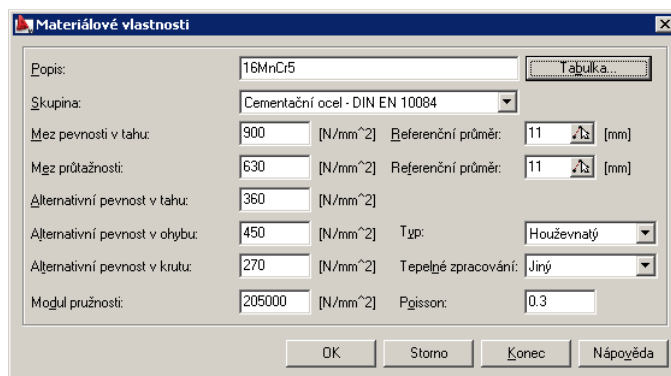 Materiálové vlastnosti
Popis: 16MnCr5 Tabulka...
Skupina: Cementační ocel - DIN EN 10084
Mez pevnosti v tahu: 900 [N/mm^2] Referenční průměr: 11 [mm]
Mez průtažnosti: 630 [N/mm^2] Referenční průměr: 11 [mm]
Alternativní pevnost v tahu: 360 [N/mm^2]
Alternativní pevnost v ohybu: 450 [N/mm^2] Typ: Houževnatý
Alternativní pevnost v krutu: 270 [N/mm^2] Tepelné zpracování: Jiný
Modul pružnosti: 205000 [N/mm^2] Poisson: 0.3
OK Storno Konec Nápověda